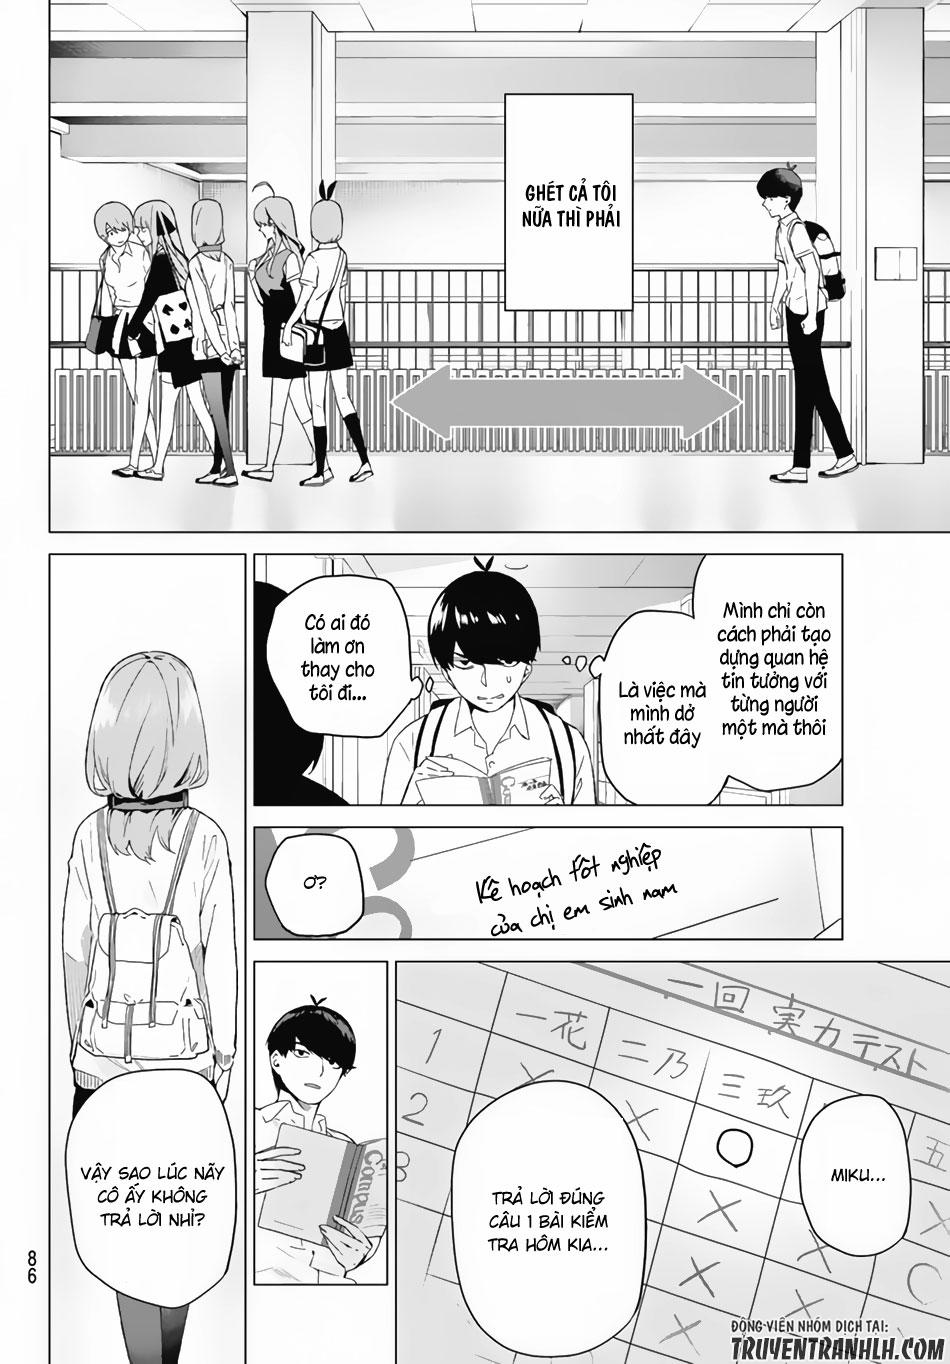 GHÉT CẢ TÔI
NỮA THÌ PHẢI
Mình chỉ còn
cách phải tạo
dựng quan hệ
tin tưởng với
từng người
một mà thôi
Là việc mà
mình dở
nhất đây
Có ai đó
làm ơn
thay cho
tôi đi...
Ơ?
Kế hoạch tốt nghiệp
của chị em sinh năm
一回 実力テスト
一花 二乃 三玖 五
1
2
3
MIKU...
TRẢ LỜI ĐÚNG
CÂU 1 BÀI KIỂM
TRA HÔM KIA...
Campus
VẬY SAO LÚC NÃY
CÔ ẤY KHÔNG
TRẢ LỜI NHỈ?
86
ĐỘNG VIÊN NHÓM DỊCH TẠI:
TRUYENTRANHLH.COM